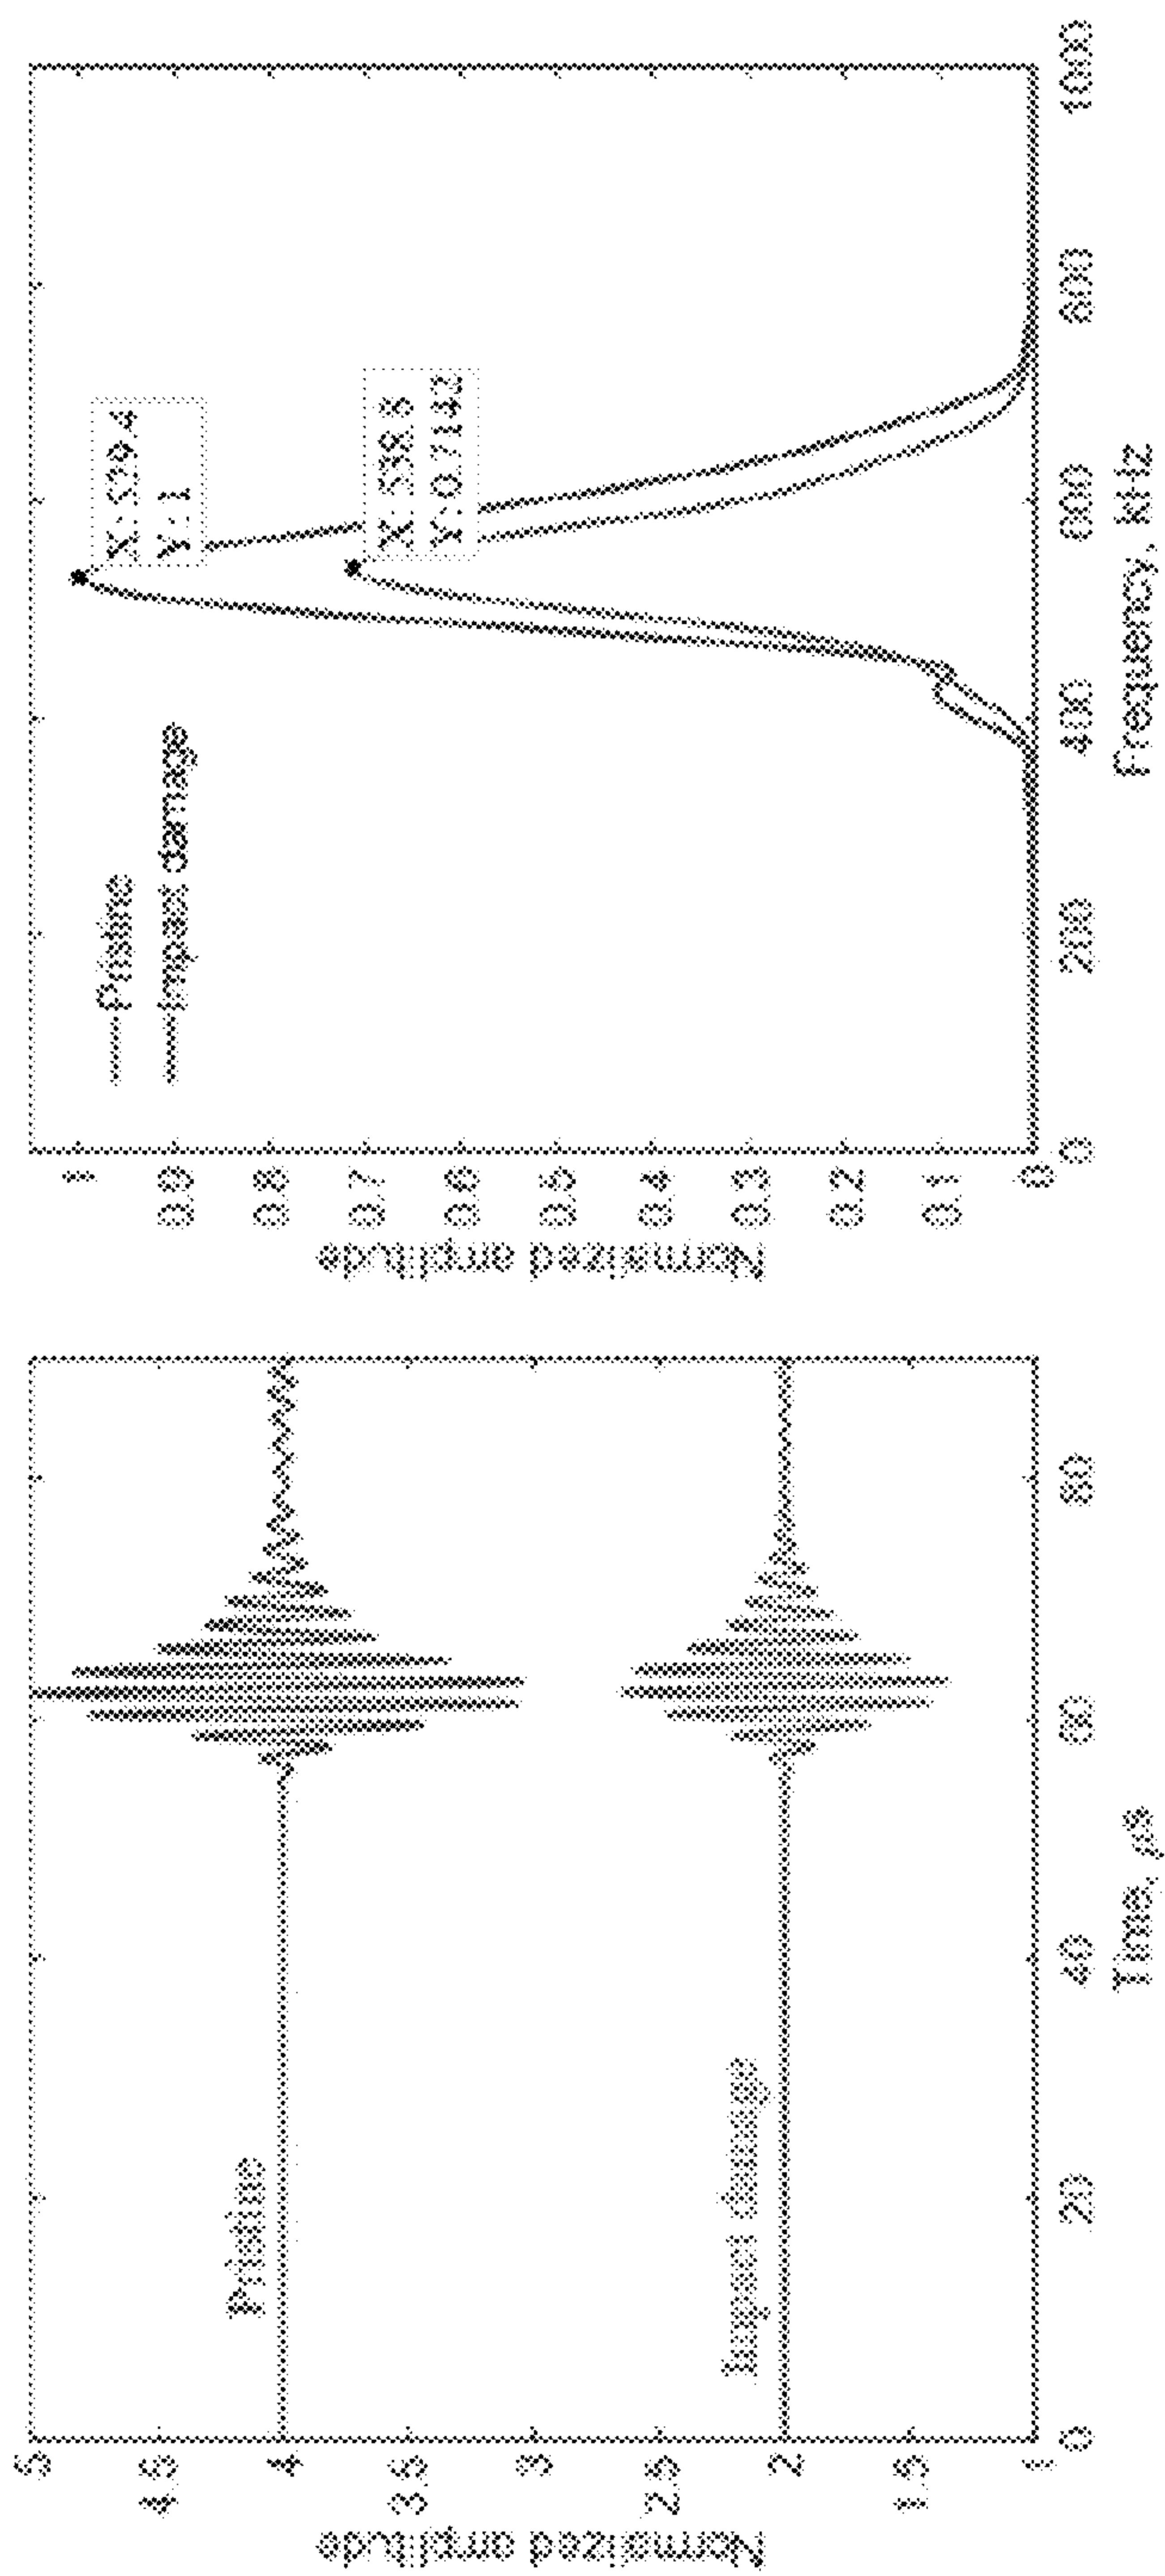 Normalized amplitude
5
4.5
4
3.5
3
2.5
2
1.5
1
Pristine
Impact damage
0
20
40
60
80
Time, μs
Normalized amplitude
1
0.9
0.8
0.7
0.6
0.5
0.4
0.3
0.2
0.1
0
Pristine
Impact damage
X: 529.4
Y: 1
X: 538.8
Y: 0.7142
0
200
400
600
800
1000
Frequency, kHz